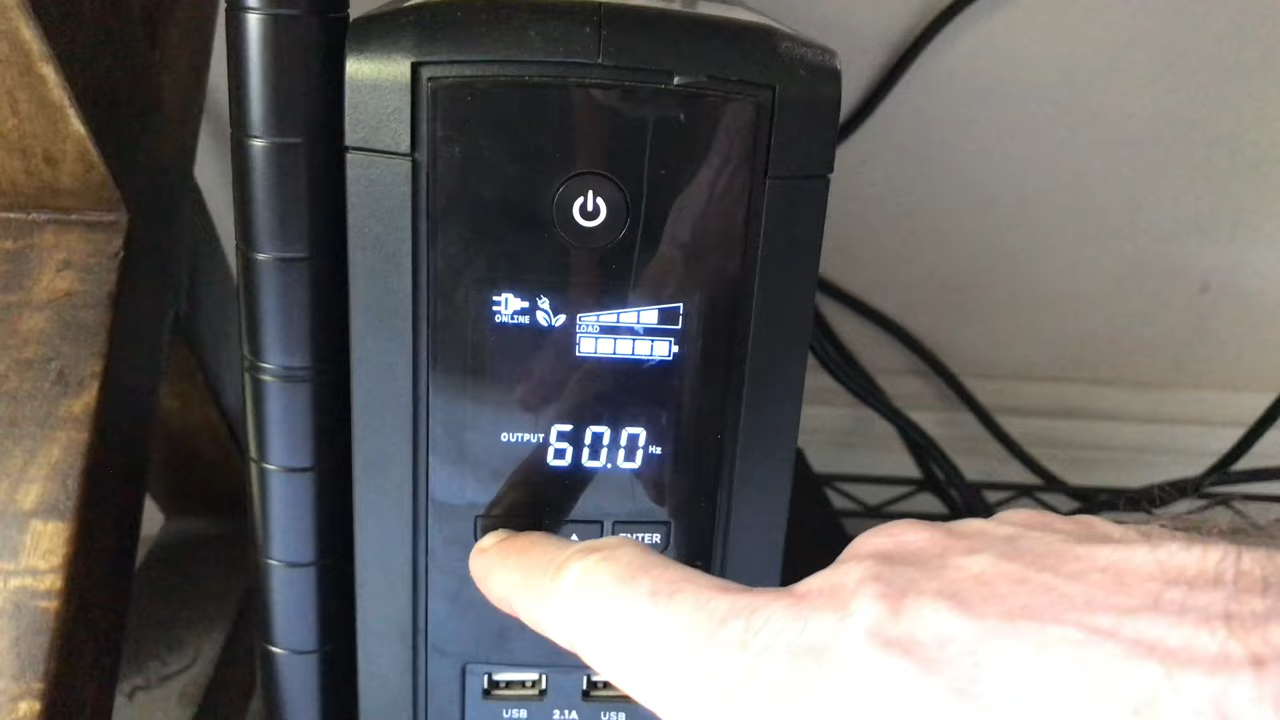 ONLINE
LOAD
OUTPUT 60.0 Hz
ENTER
USB 2.1A USB